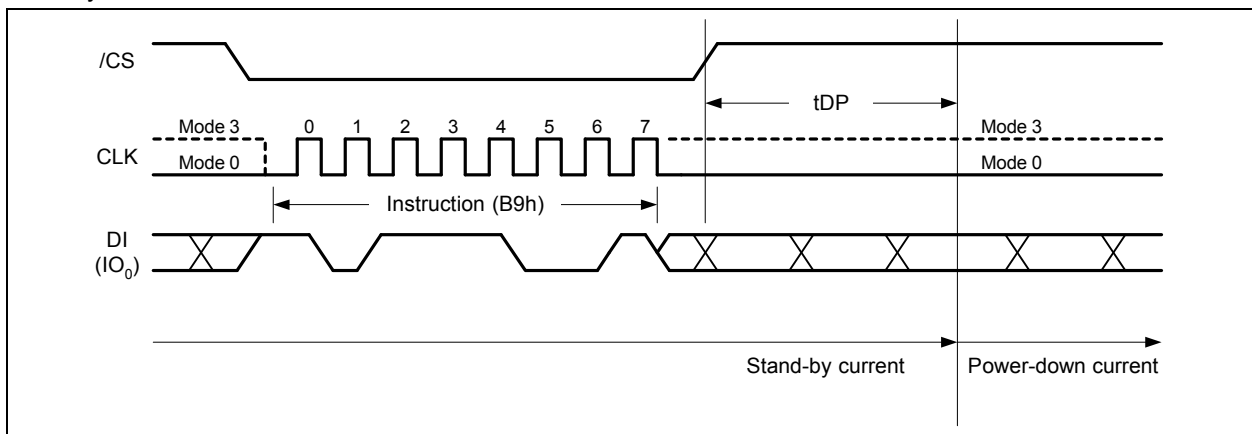 /CS
tDP
Mode 3 0 1 2 3 4 5 6 7 Mode 3
CLK
Mode 0 Mode 0
Instruction (B9h)
DI
(IO₀)
Stand-by current Power-down current